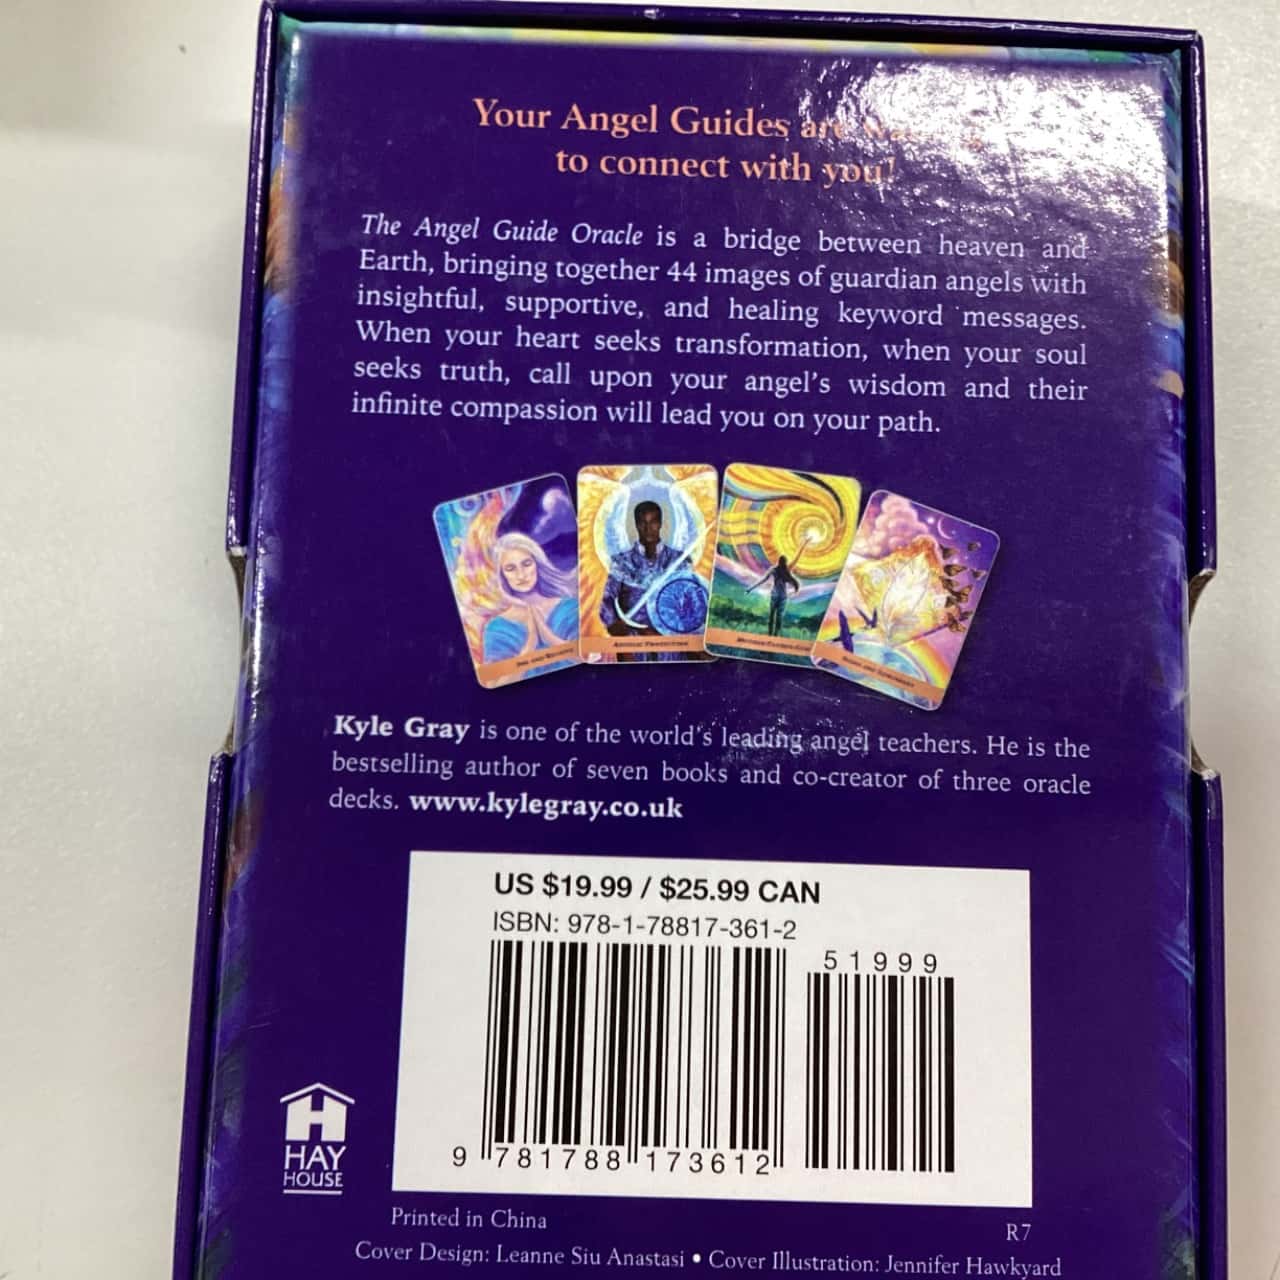 Your Angel Guides are
to connect with you!
The Angel Guide Oracle is a bridge between heaven and
Earth, bringing together 44 images of guardian angels with
insightful, supportive, and healing keyword messages.
When your heart seeks transformation, when your soul
seeks truth, call upon your angel's wisdom and their
infinite compassion will lead you on your path.
Angelic Protection
Kyle Gray is one of the world's leading angel teachers. He is the
bestselling author of seven books and co-creator of three oracle
decks. www.kylegray.co.uk
US $19.99 / $25.99 CAN
ISBN: 978-1-78817-361-2
51999
9 781788 173612
HAY
HOUSE
Printed in China
R7
Cover Design: Leanne Siu Anastasi • Cover Illustration: Jennifer Hawkyard